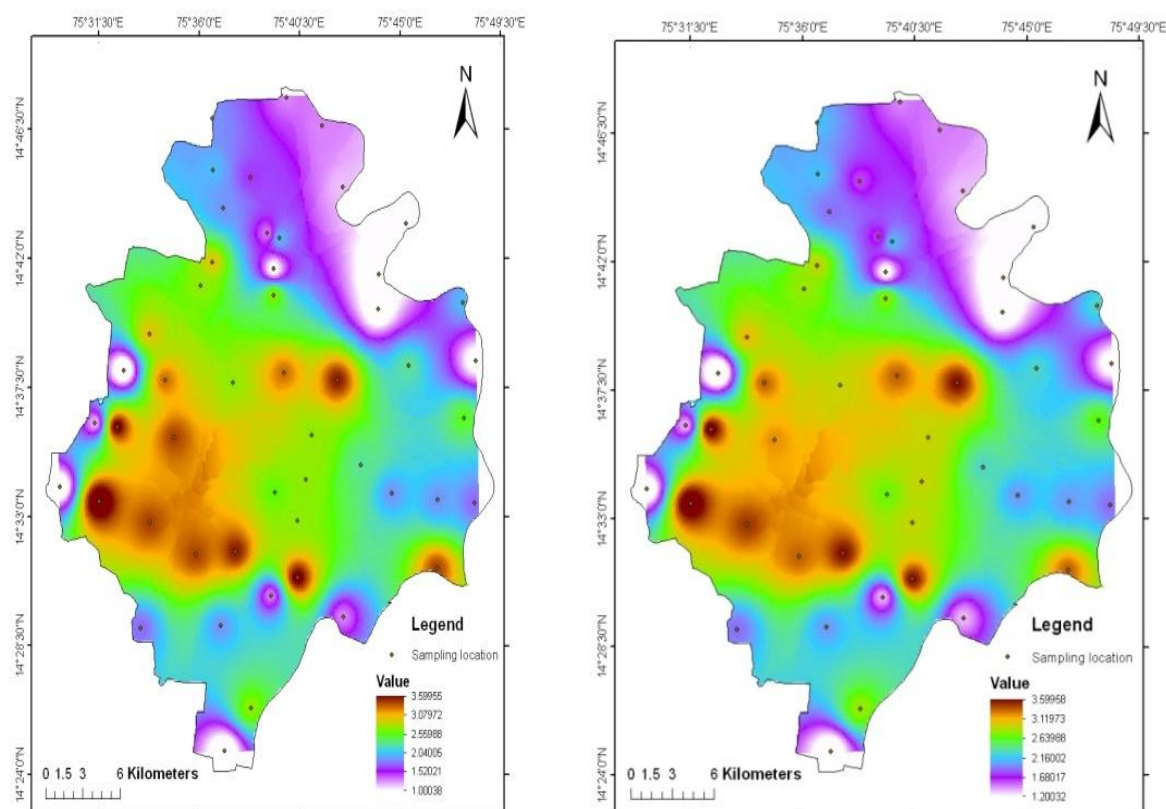 75°31'30"E 75°36'0"E 75°40'30"E 75°45'0"E 75°49'30"E
N
14°46'30"N
14°42'0"N
14°37'30"N
14°33'0"N
14°28'30"N
14°24'0"N
Legend
Sampling location
Value
3.59955
3.07972
2.55988
2.04005
1.52021
1.00038
0 1.5 3 6 Kilometers
75°31'30"E 75°36'0"E 75°40'30"E 75°45'0"E 75°49'30"E
N
14°46'30"N
14°42'0"N
14°37'30"N
14°33'0"N
14°28'30"N
14°24'0"N
Legend
Sampling location
Value
3.59958
3.11973
2.63988
2.16002
1.68017
1.20032
0 1.5 3 6 Kilometers